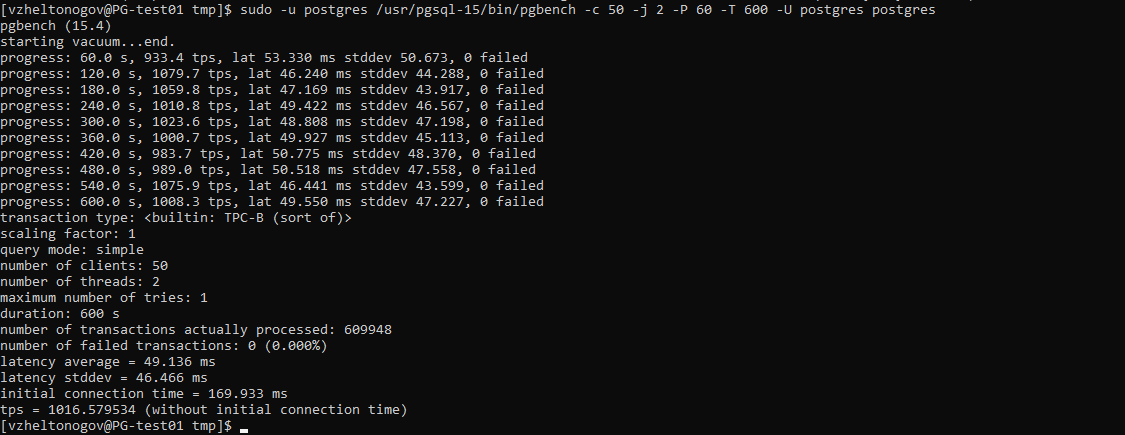 [vzheltonogov@PG-test01 tmp]$ sudo -u postgres /usr/pgsql-15/bin/pgbench -c 50 -j 2 -P 60 -T 600 -U postgres postgres
pgbench (15.4)
starting vacuum...end.
progress: 60.0 s, 933.4 tps, lat 53.330 ms stddev 50.673, 0 failed
progress: 120.0 s, 1079.7 tps, lat 46.240 ms stddev 44.288, 0 failed
progress: 180.0 s, 1059.8 tps, lat 47.169 ms stddev 43.917, 0 failed
progress: 240.0 s, 1010.8 tps, lat 49.422 ms stddev 46.567, 0 failed
progress: 300.0 s, 1023.6 tps, lat 48.808 ms stddev 47.198, 0 failed
progress: 360.0 s, 1000.7 tps, lat 49.927 ms stddev 45.113, 0 failed
progress: 420.0 s, 983.7 tps, lat 50.775 ms stddev 48.370, 0 failed
progress: 480.0 s, 989.0 tps, lat 50.518 ms stddev 47.558, 0 failed
progress: 540.0 s, 1075.9 tps, lat 46.441 ms stddev 43.599, 0 failed
progress: 600.0 s, 1008.3 tps, lat 49.550 ms stddev 47.227, 0 failed
transaction type: <builtin: TPC-B (sort of)>
scaling factor: 1
query mode: simple
number of clients: 50
number of threads: 2
maximum number of tries: 1
duration: 600 s
number of transactions actually processed: 609948
number of failed transactions: 0 (0.000%)
latency average = 49.136 ms
latency stddev = 46.466 ms
initial connection time = 169.933 ms
tps = 1016.579534 (without initial connection time)
[vzheltonogov@PG-test01 tmp]$